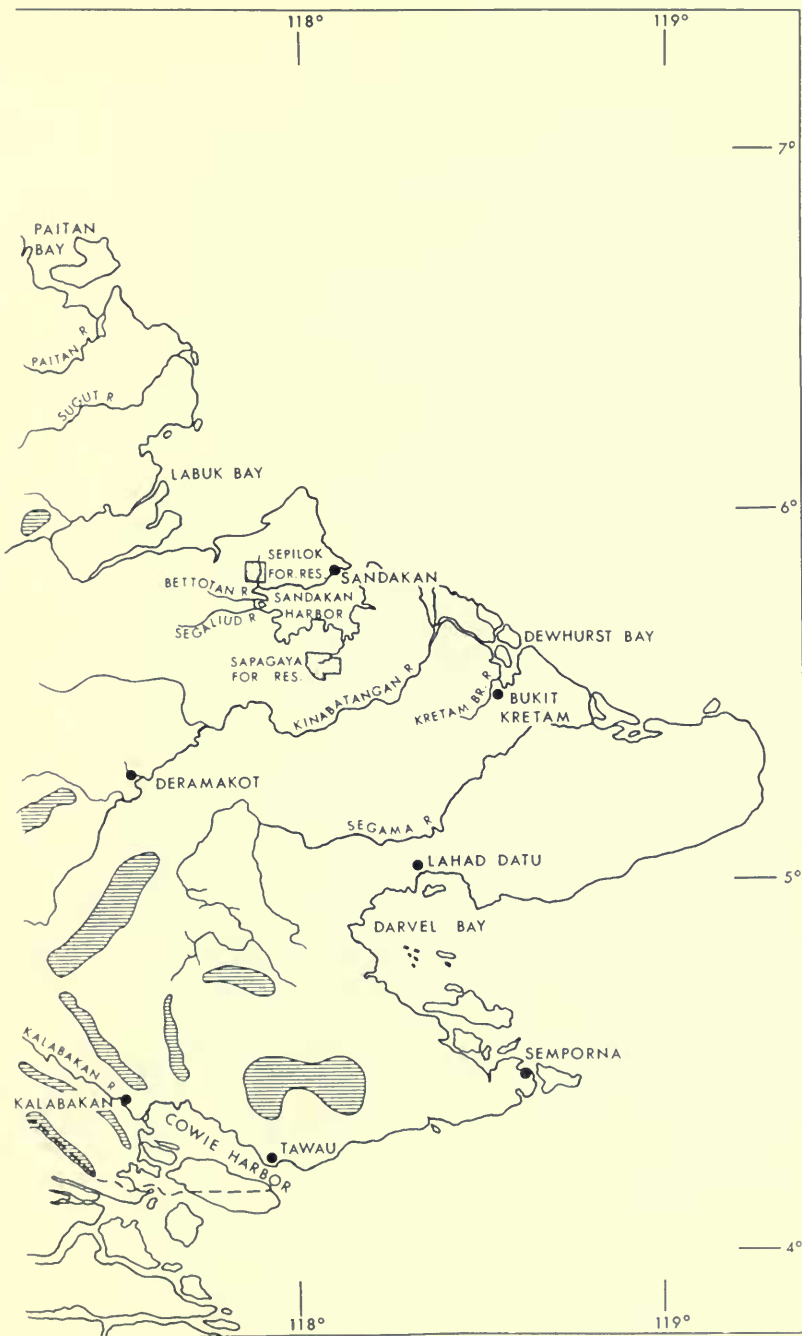 118°
119°
7°
PAITAN
BAY
PAITAN R
SUGUT R
LABUK BAY
6°
SEPILOK
FOR. RES.
SANDAKAN
BETTOTAN R
SANDAKAN
HARBOR
SEGALIUD R
DEWHURST BAY
SAPAGAYA
FOR RES.
KINABATANGAN R
KRETAM BR. R
BUKIT
KRETAM
DERAMAKOT
SEGAMA R
LAHAD DATU
5°
DARVEL BAY
KALABAKAN R
SEMPORNA
KALABAKAN
COWIE HARBOR
TAWAU
4°
118°
119°